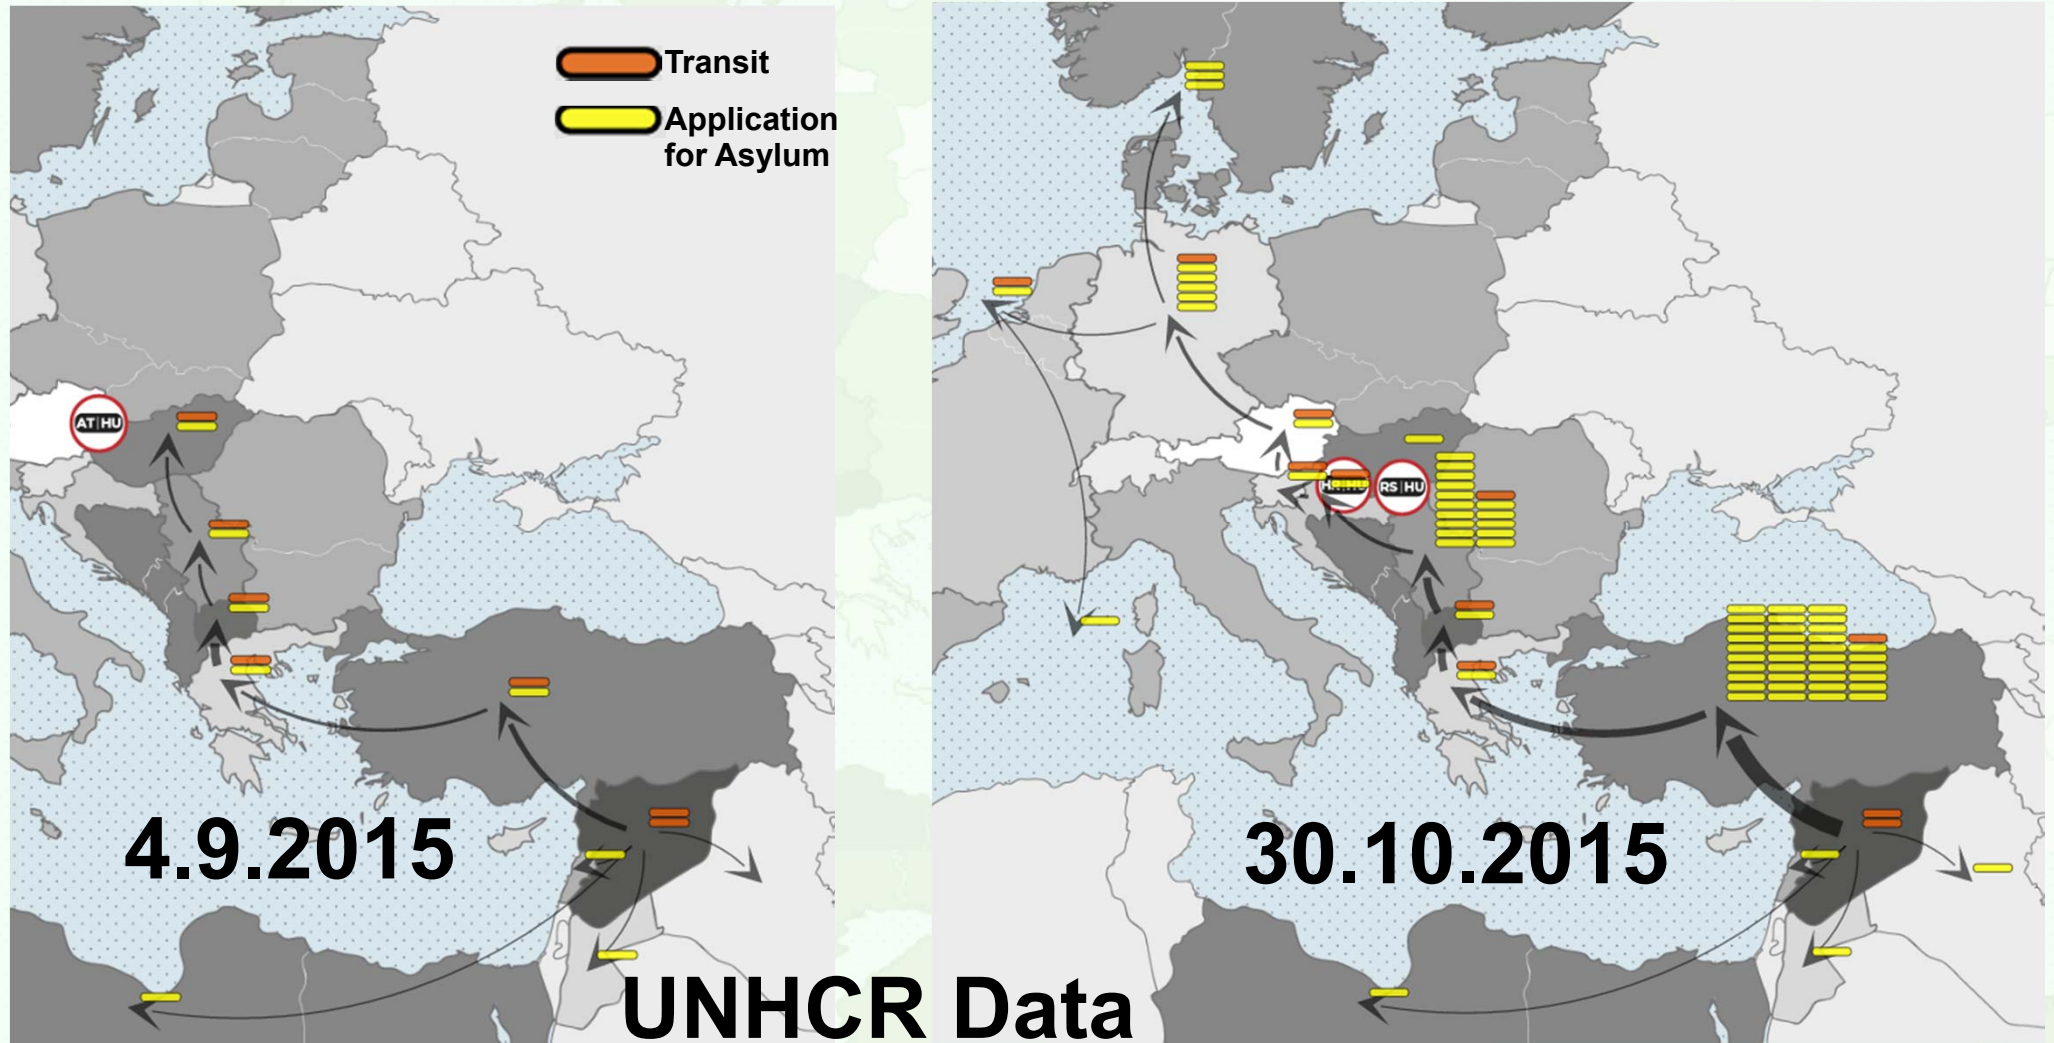 Transit
Application
for Asylum
AT|HU
RS|HU
4.9.2015
30.10.2015
UNHCR Data